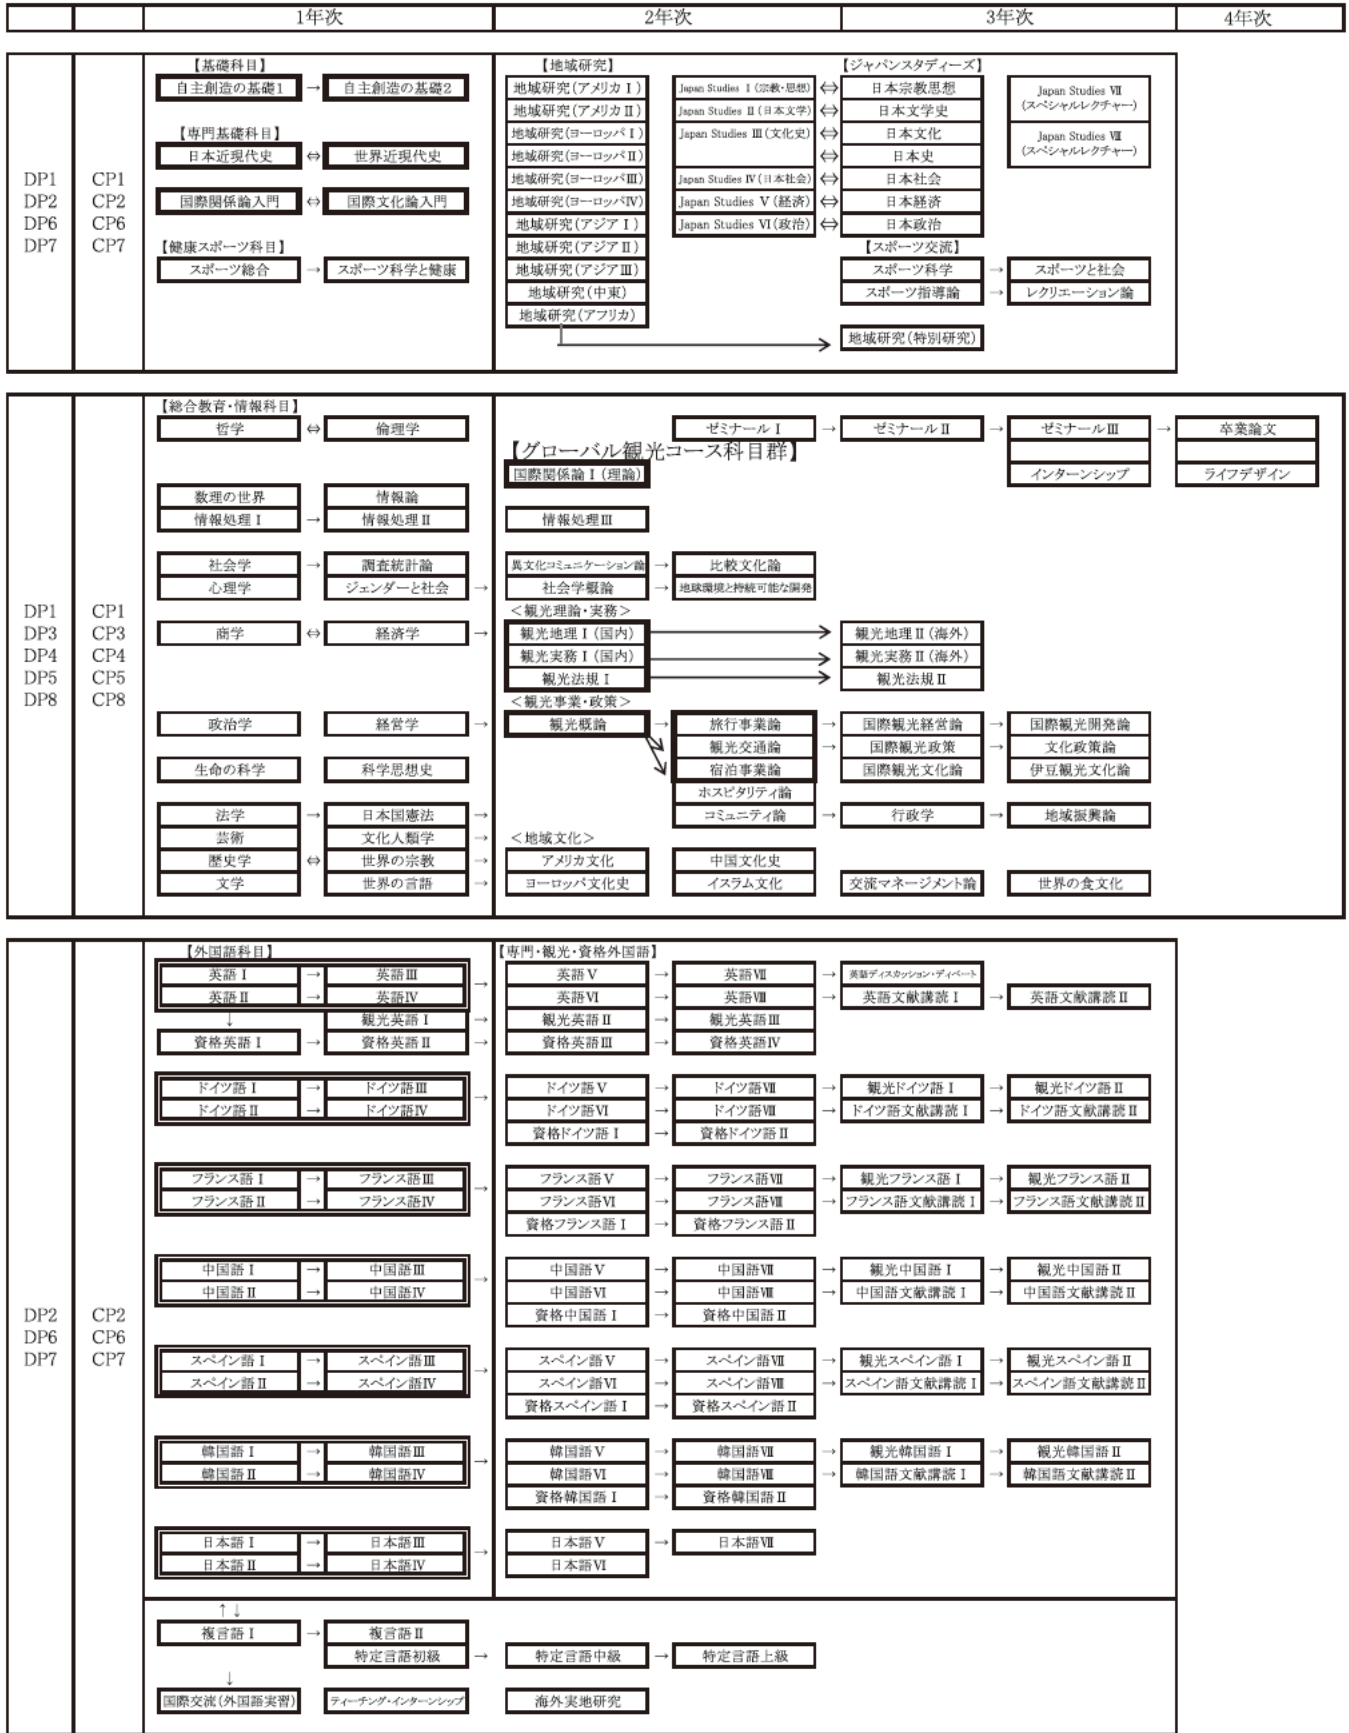 1年次 2年次 3年次 4年次
【基礎科目】 【地域研究】 【ジャパンスタディーズ】
自主創造の基礎1 → 自主創造の基礎2 地域研究(アメリカⅠ) Japan Studies Ⅰ(宗教・思想) ⇔ 日本宗教思想 Japan Studies Ⅶ
(スペシャルレクチャー)
地域研究(アメリカⅡ) Japan Studies Ⅱ(日本文学) ⇔ 日本文学史
【専門基礎科目】 地域研究(ヨーロッパⅠ) Japan Studies Ⅲ(文化史) ⇔ 日本文化 Japan Studies Ⅷ
(スペシャルレクチャー)
日本近現代史 ⇔ 世界近現代史 地域研究(ヨーロッパⅡ) ⇔ 日本史
DP1 CP1 地域研究(ヨーロッパⅢ) Japan Studies Ⅳ(日本社会) ⇔ 日本社会
DP2 CP2 国際関係論入門 ⇔ 国際文化論入門 地域研究(ヨーロッパⅣ) Japan Studies Ⅴ(経済) ⇔ 日本経済
DP6 CP6 地域研究(アジアⅠ) Japan Studies Ⅵ(政治) ⇔ 日本政治
DP7 CP7 【健康スポーツ科目】 地域研究(アジアⅡ) 【スポーツ交流】
スポーツ総合 → スポーツ科学と健康 地域研究(アジアⅢ) スポーツ科学 → スポーツと社会
地域研究(中東) スポーツ指導論 → レクリエーション論
地域研究(アフリカ)
地域研究(特別研究)
【総合教育・情報科目】
哲学 ⇔ 倫理学 ゼミナールⅠ → ゼミナールⅡ → ゼミナールⅢ → 卒業論文
【グローバル観光コース科目群】
国際関係論Ⅰ(理論) インターンシップ ライフデザイン
数理の世界 情報論
情報処理Ⅰ → 情報処理Ⅱ 情報処理Ⅲ
社会学 → 調査統計論 異文化コミュニケーション論 → 比較文化論
心理学 ジェンダーと社会 → 社会学概論 → 地球環境と持続可能な開発
DP1 CP1 <観光理論・実務>
DP3 CP3 商学 ⇔ 経済学 → 観光地理Ⅰ(国内) 観光地理Ⅱ(海外)
DP4 CP4 観光実務Ⅰ(国内) 観光実務Ⅱ(海外)
DP5 CP5 観光法規Ⅰ 観光法規Ⅱ
DP8 CP8 <観光事業・政策>
政治学 経営学 → 観光概論 → 旅行事業論 → 国際観光経営論 → 国際観光開発論
観光交通論 → 国際観光政策 → 文化政策論
生命の科学 科学思想史 宿泊事業論 国際観光文化論 伊豆観光文化論
ホスピタリティ論
法学 → 日本国憲法 → コミュニティ論 → 行政学 → 地域振興論
芸術 文化人類学 → <地域文化>
歴史学 ⇔ 世界の宗教 → アメリカ文化 中国文化史
文学 世界の言語 → ヨーロッパ文化史 イスラム文化 交流マネージメント論 世界の食文化
【外国語科目】 【専門・観光・資格外国語】
英語Ⅰ → 英語Ⅲ → 英語Ⅴ → 英語Ⅶ → 英語ディスカッション・ディベート
英語Ⅱ → 英語Ⅳ 英語Ⅵ → 英語Ⅷ → 英語文献講読Ⅰ → 英語文献講読Ⅱ
↓ 観光英語Ⅰ → 観光英語Ⅱ → 観光英語Ⅲ
資格英語Ⅰ → 資格英語Ⅱ → 資格英語Ⅲ → 資格英語Ⅳ
ドイツ語Ⅰ → ドイツ語Ⅲ → ドイツ語Ⅴ → ドイツ語Ⅶ → 観光ドイツ語Ⅰ → 観光ドイツ語Ⅱ
ドイツ語Ⅱ → ドイツ語Ⅳ ドイツ語Ⅵ → ドイツ語Ⅷ → ドイツ語文献講読Ⅰ → ドイツ語文献講読Ⅱ
資格ドイツ語Ⅰ → 資格ドイツ語Ⅱ
フランス語Ⅰ → フランス語Ⅲ → フランス語Ⅴ → フランス語Ⅶ → 観光フランス語Ⅰ → 観光フランス語Ⅱ
フランス語Ⅱ → フランス語Ⅳ フランス語Ⅵ → フランス語Ⅷ → フランス語文献講読Ⅰ → フランス語文献講読Ⅱ
資格フランス語Ⅰ → 資格フランス語Ⅱ
中国語Ⅰ → 中国語Ⅲ → 中国語Ⅴ → 中国語Ⅶ → 観光中国語Ⅰ → 観光中国語Ⅱ
中国語Ⅱ → 中国語Ⅳ 中国語Ⅵ → 中国語Ⅷ → 中国語文献講読Ⅰ → 中国語文献講読Ⅱ
DP2 CP2 資格中国語Ⅰ → 資格中国語Ⅱ
DP6 CP6
DP7 CP7 スペイン語Ⅰ → スペイン語Ⅲ → スペイン語Ⅴ → スペイン語Ⅶ → 観光スペイン語Ⅰ → 観光スペイン語Ⅱ
スペイン語Ⅱ → スペイン語Ⅳ スペイン語Ⅵ → スペイン語Ⅷ → スペイン語文献講読Ⅰ → スペイン語文献講読Ⅱ
資格スペイン語Ⅰ → 資格スペイン語Ⅱ
韓国語Ⅰ → 韓国語Ⅲ → 韓国語Ⅴ → 韓国語Ⅶ → 観光韓国語Ⅰ → 観光韓国語Ⅱ
韓国語Ⅱ → 韓国語Ⅳ 韓国語Ⅵ → 韓国語Ⅷ → 韓国語文献講読Ⅰ → 韓国語文献講読Ⅱ
資格韓国語Ⅰ → 資格韓国語Ⅱ
日本語Ⅰ → 日本語Ⅲ → 日本語Ⅴ → 日本語Ⅶ
日本語Ⅱ → 日本語Ⅳ 日本語Ⅵ
↑↓
複言語Ⅰ → 複言語Ⅱ
特定言語初級 → 特定言語中級 → 特定言語上級
↓
国際交流(外国語実習) ティーチング・インターンシップ 海外実地研究